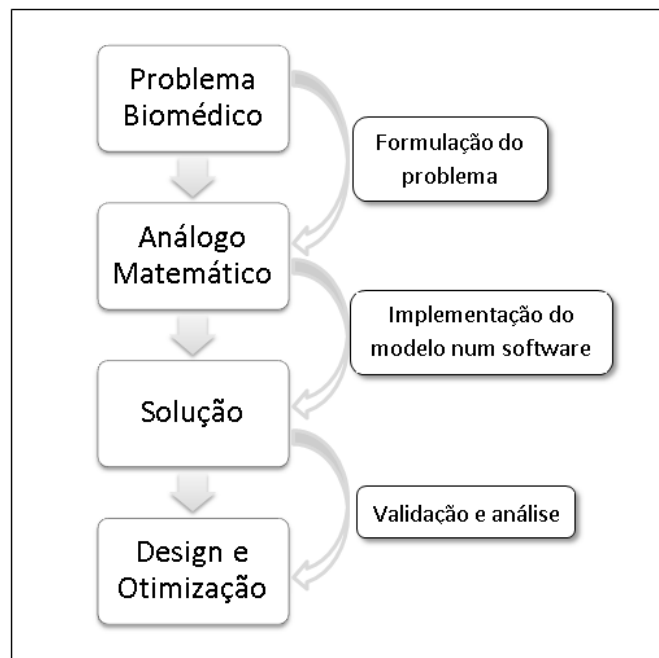 Problema
Biomédico
Formulação do
problema
Análogo
Matemático
Implementação do
modelo num software
Solução
Validação e análise
Design e
Otimização